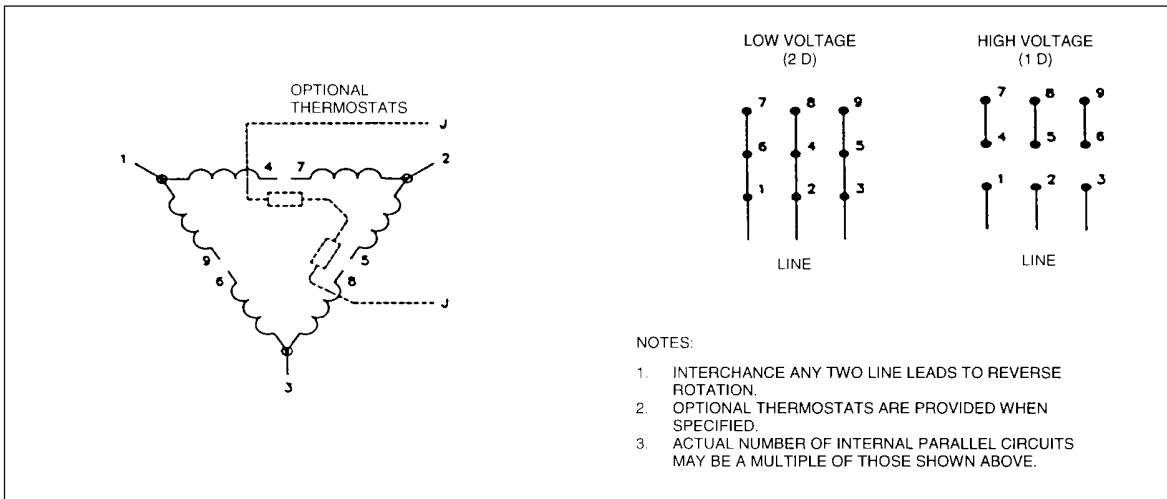 OPTIONAL
THERMOSTATS
J
1
4 7
2
9
6
5
8
J
3
LOW VOLTAGE
(2 D)
7 8 9
6 4 5
1 2 3
LINE
HIGH VOLTAGE
(1 D)
7 8 9
4 5 6
1 2 3
LINE
NOTES:
1. INTERCHANCE ANY TWO LINE LEADS TO REVERSE
ROTATION.
2. OPTIONAL THERMOSTATS ARE PROVIDED WHEN
SPECIFIED.
3. ACTUAL NUMBER OF INTERNAL PARALLEL CIRCUITS
MAY BE A MULTIPLE OF THOSE SHOWN ABOVE.